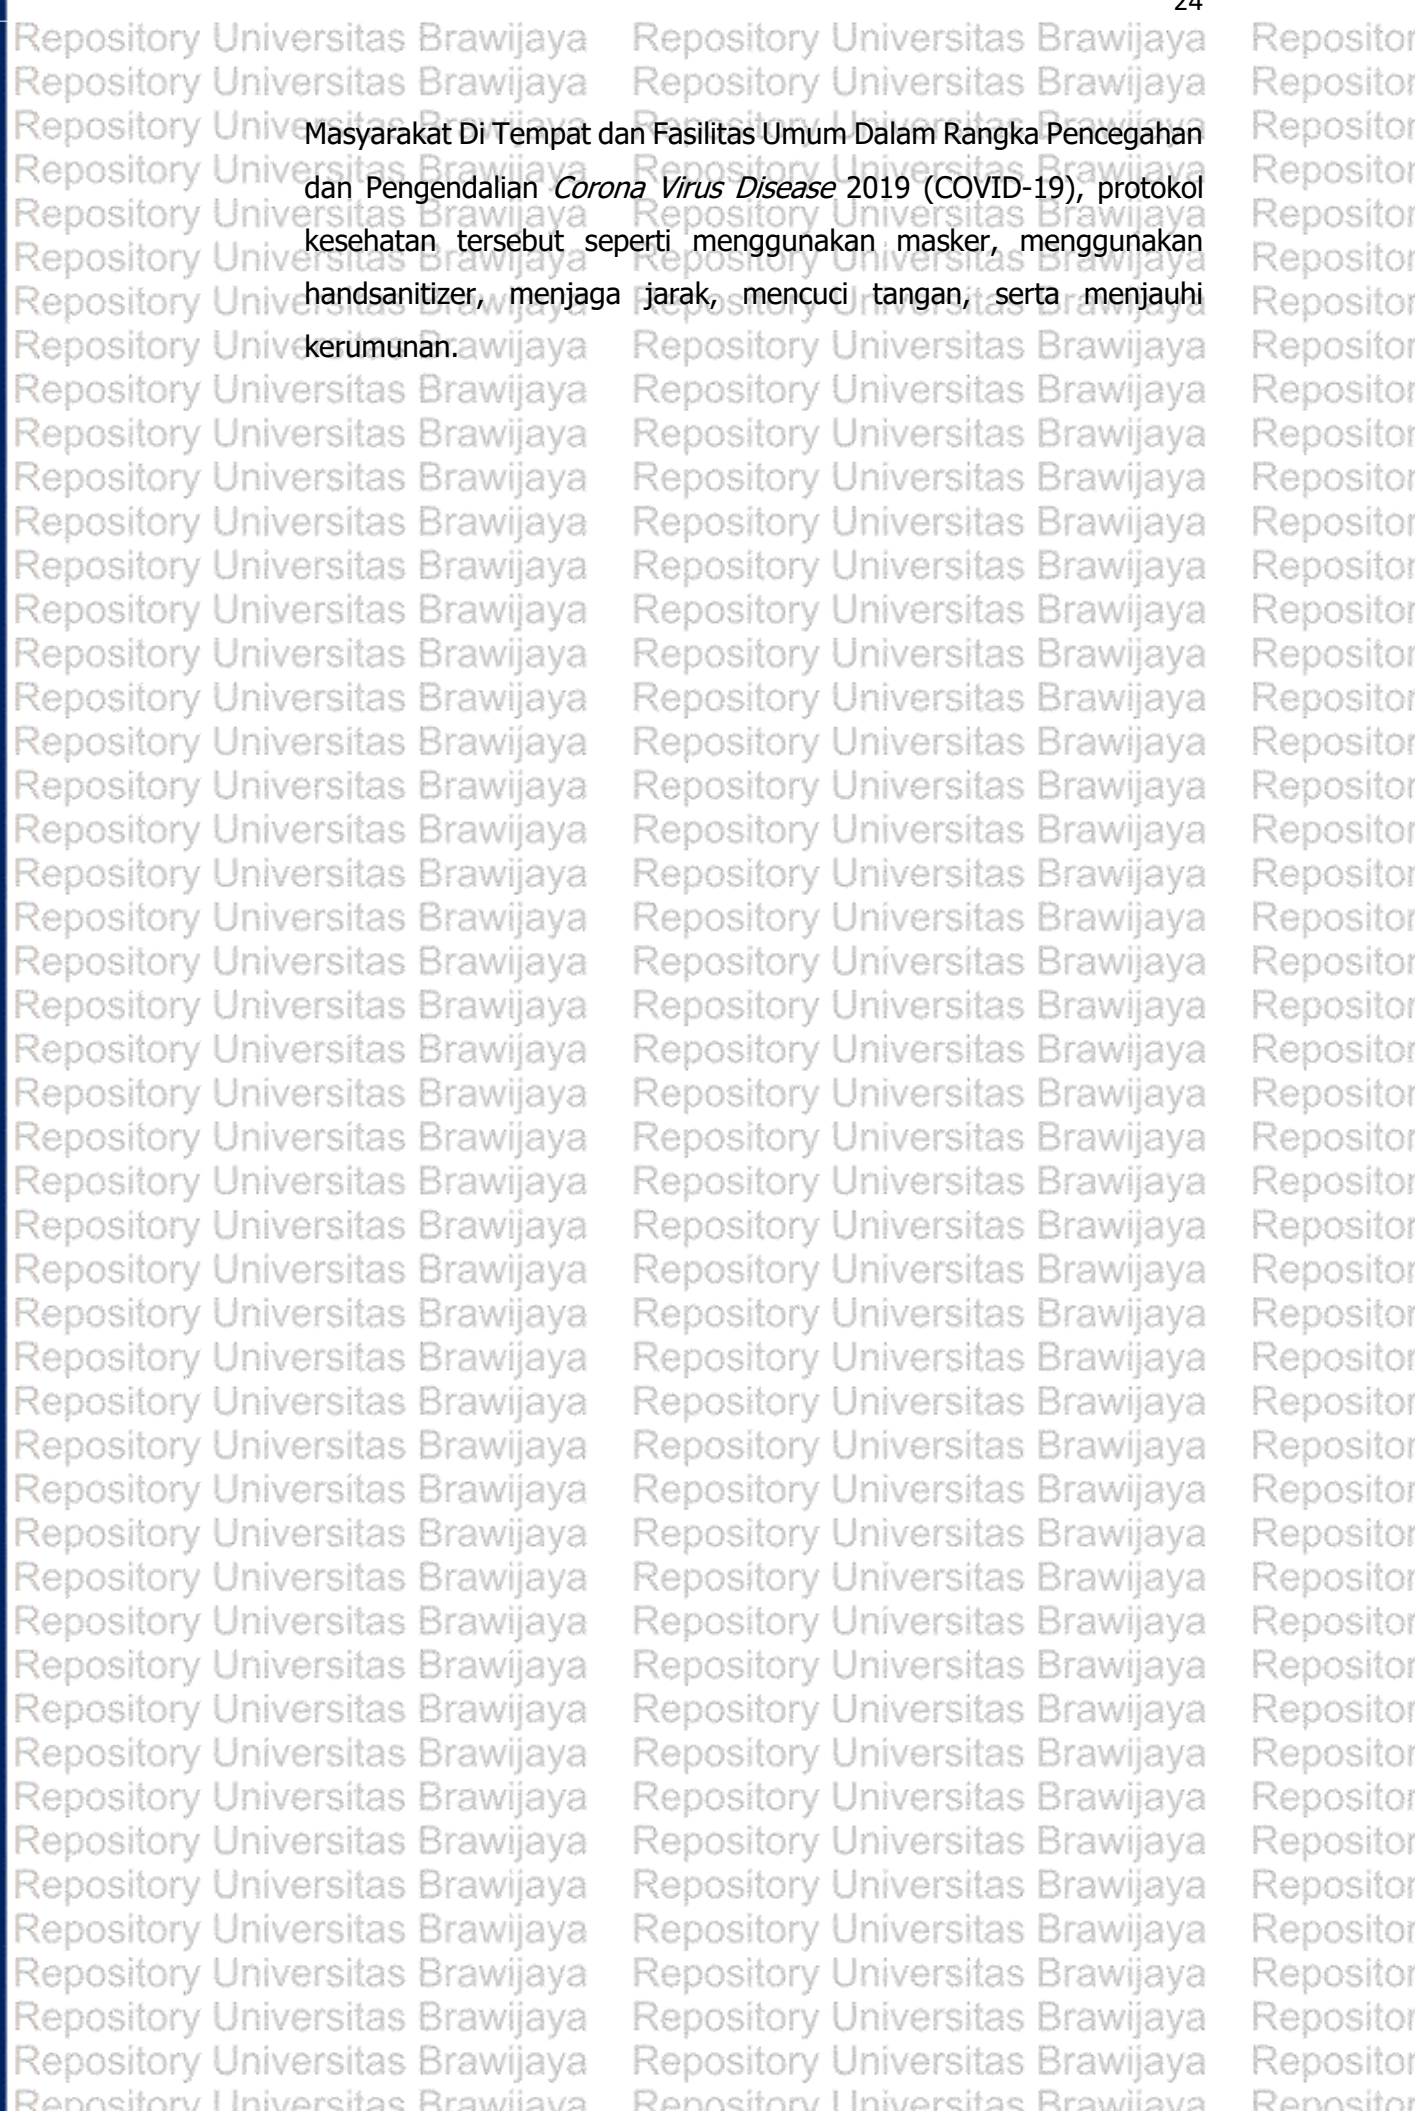 24
Masyarakat Di Tempat dan Fasilitas Umum Dalam Rangka Pencegahan
dan Pengendalian Corona Virus Disease 2019 (COVID-19), protokol
kesehatan tersebut seperti menggunakan masker, menggunakan
handsanitizer, menjaga jarak, mencuci tangan, serta menjauhi
kerumunan.